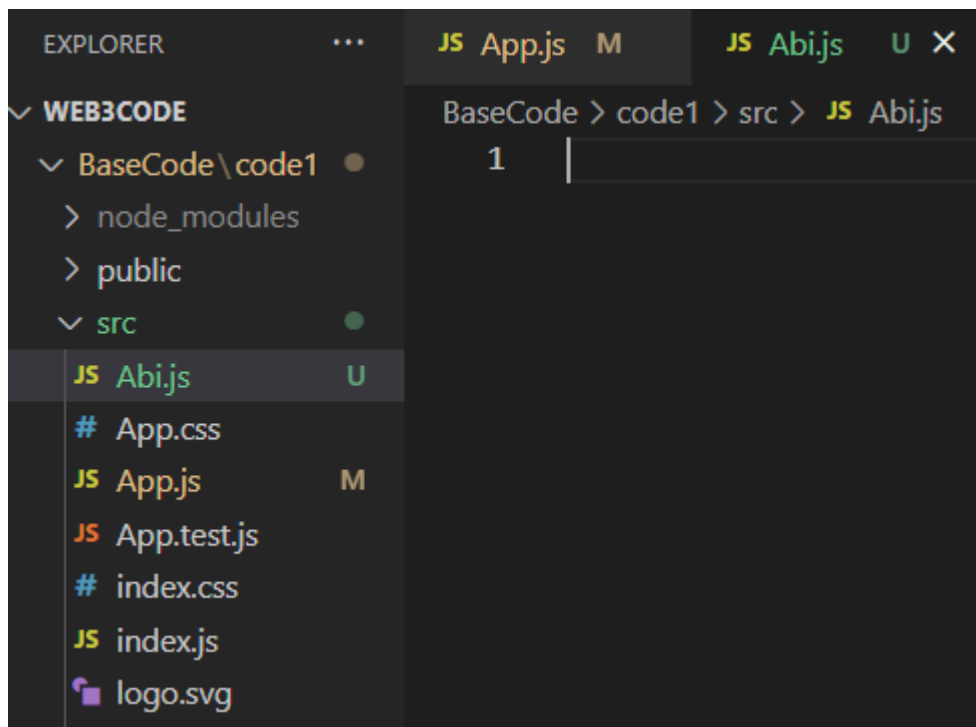 EXPLORER ...
WEB3CODE
BaseCode\code1
node_modules
public
src
JS Abi.js U
# App.css
JS App.js M
JS App.test.js
# index.css
JS index.js
logo.svg
JS App.js M JS Abi.js U
BaseCode > code1 > src > JS Abi.js
1